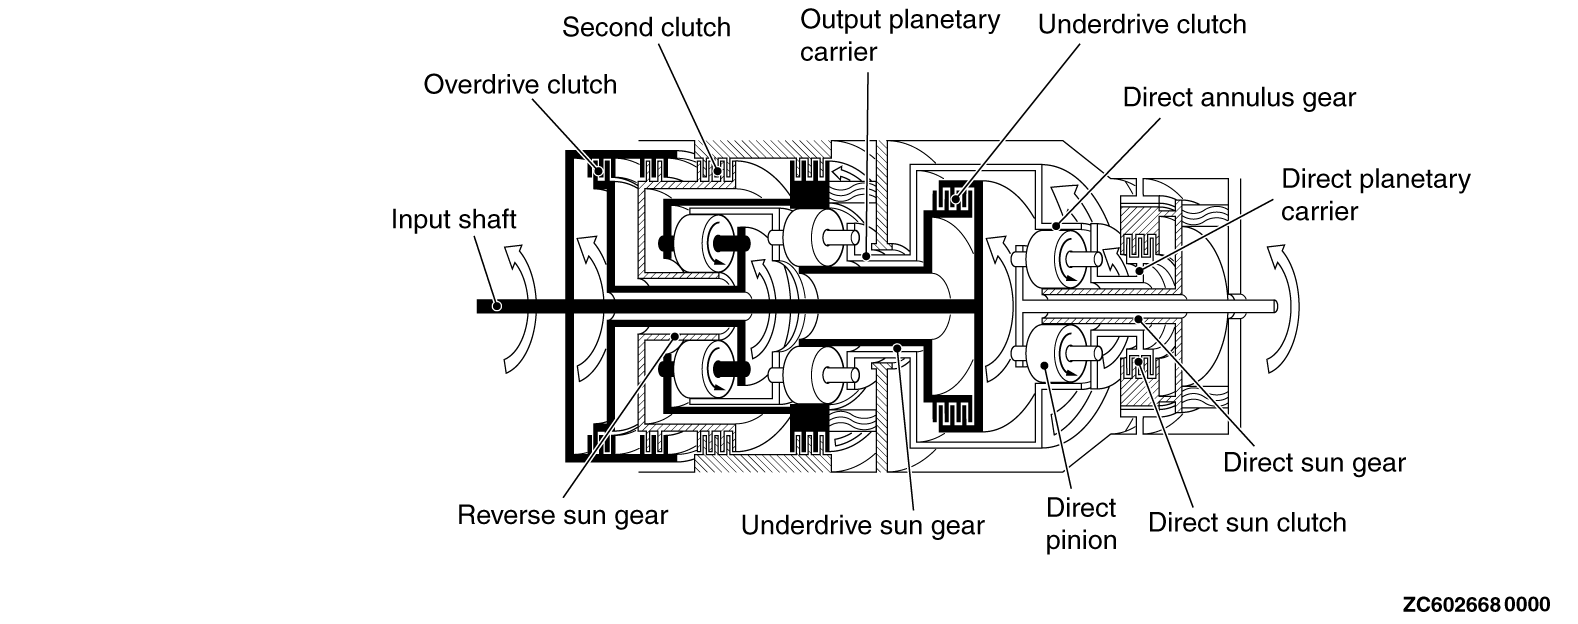 Second clutch
Output planetary
carrier
Underdrive clutch
Overdrive clutch
Direct annulus gear
Direct planetary
carrier
Input shaft
Direct sun gear
Reverse sun gear
Underdrive sun gear
Direct
pinion
Direct sun clutch
ZC602668 0000